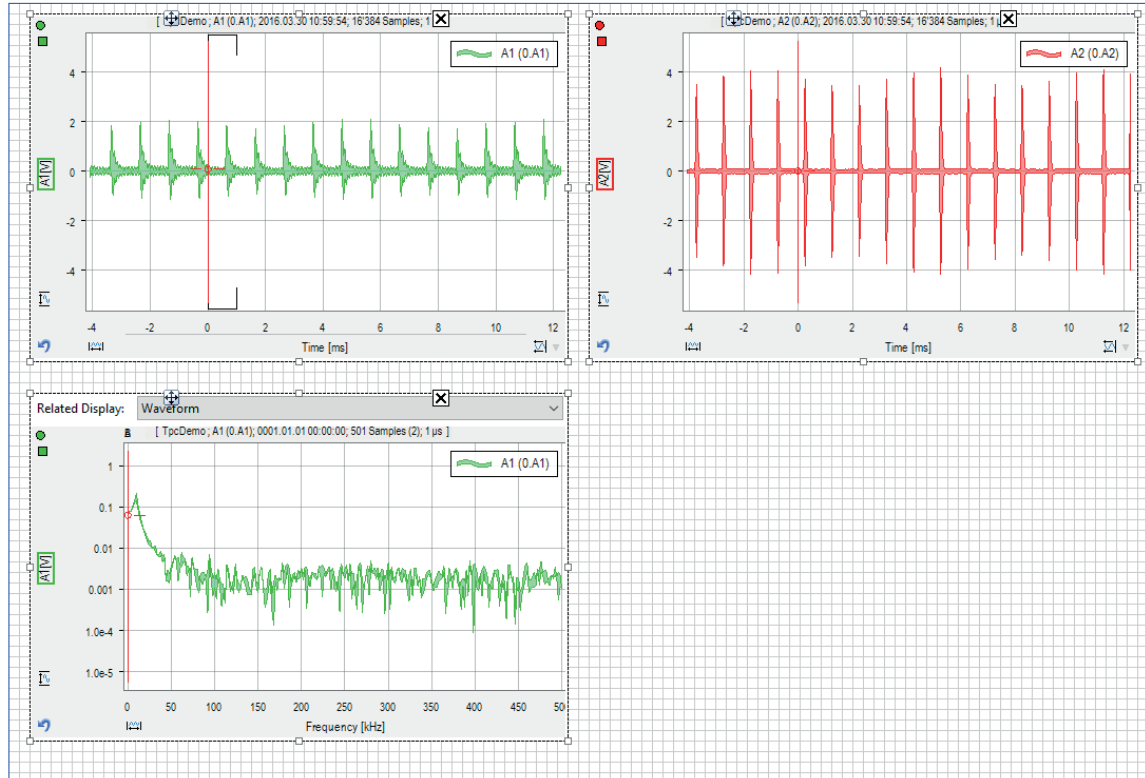 [ TpcDemo ; A1 (0.A1); 2016.03.30 10:59:54; 16'384 Samples; 1
A1 (0.A1)
4
2
0
-2
-4
A1[V]
-4 -2 0 2 4 6 8 10 12
Time [ms]
[ TpcDemo ; A2 (0.A2); 2016.03.30 10:59:54; 16'384 Samples; 1 µs
A2 (0.A2)
4
2
0
-2
-4
A2[V]
-4 -2 0 2 4 6 8 10 12
Time [ms]
Related Display: Waveform
[ TpcDemo ; A1 (0.A1); 0001.01.01 00:00:00; 501 Samples (2); 1 µs ]
A1 (0.A1)
1
0.1
0.01
0.001
1.0e-4
1.0e-5
A1[V]
0 50 100 150 200 250 300 350 400 450
Frequency [kHz]